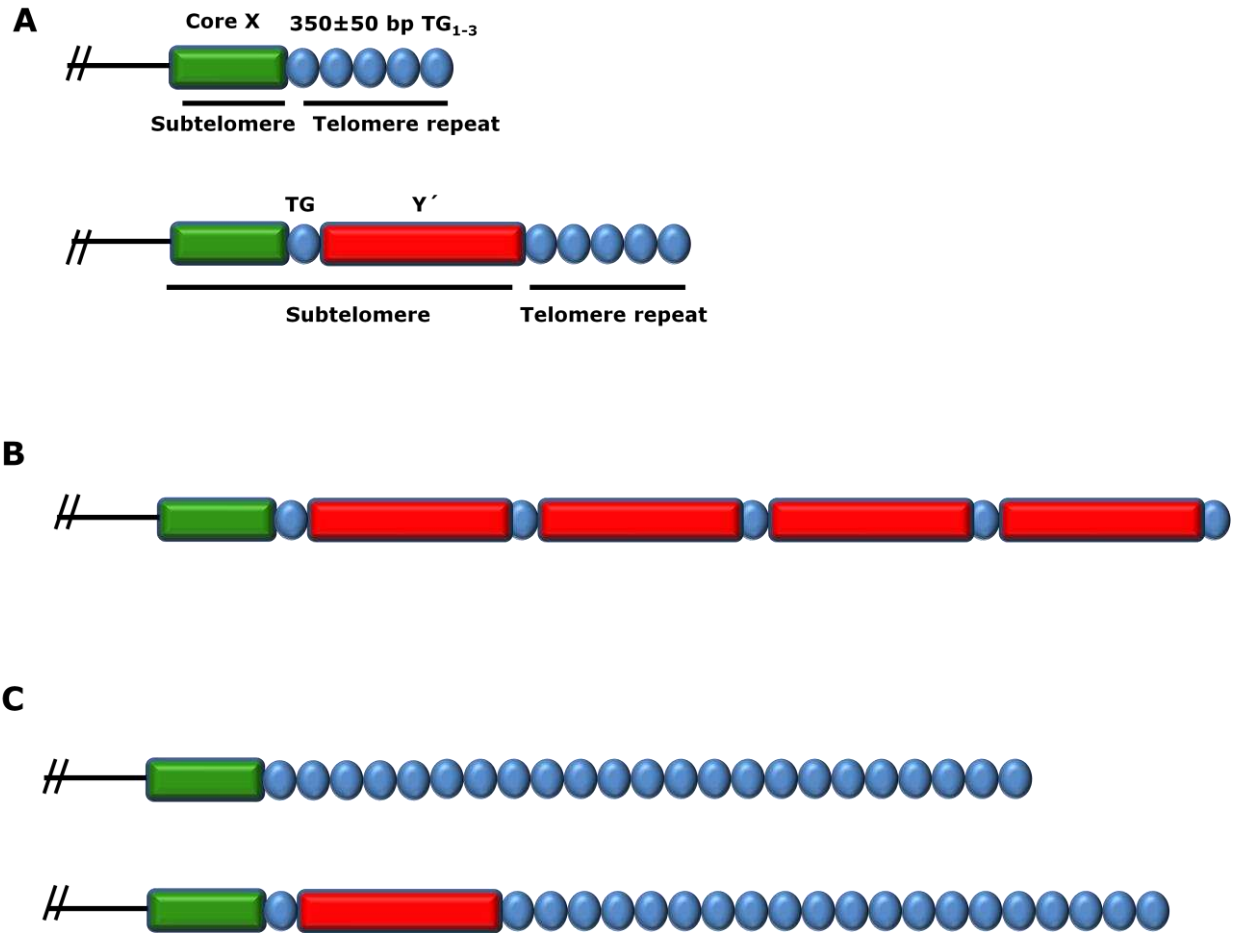 A
Core X 350±50 bp TG1-3
Subtelomere Telomere repeat
TG Y´
Subtelomere Telomere repeat
B
C